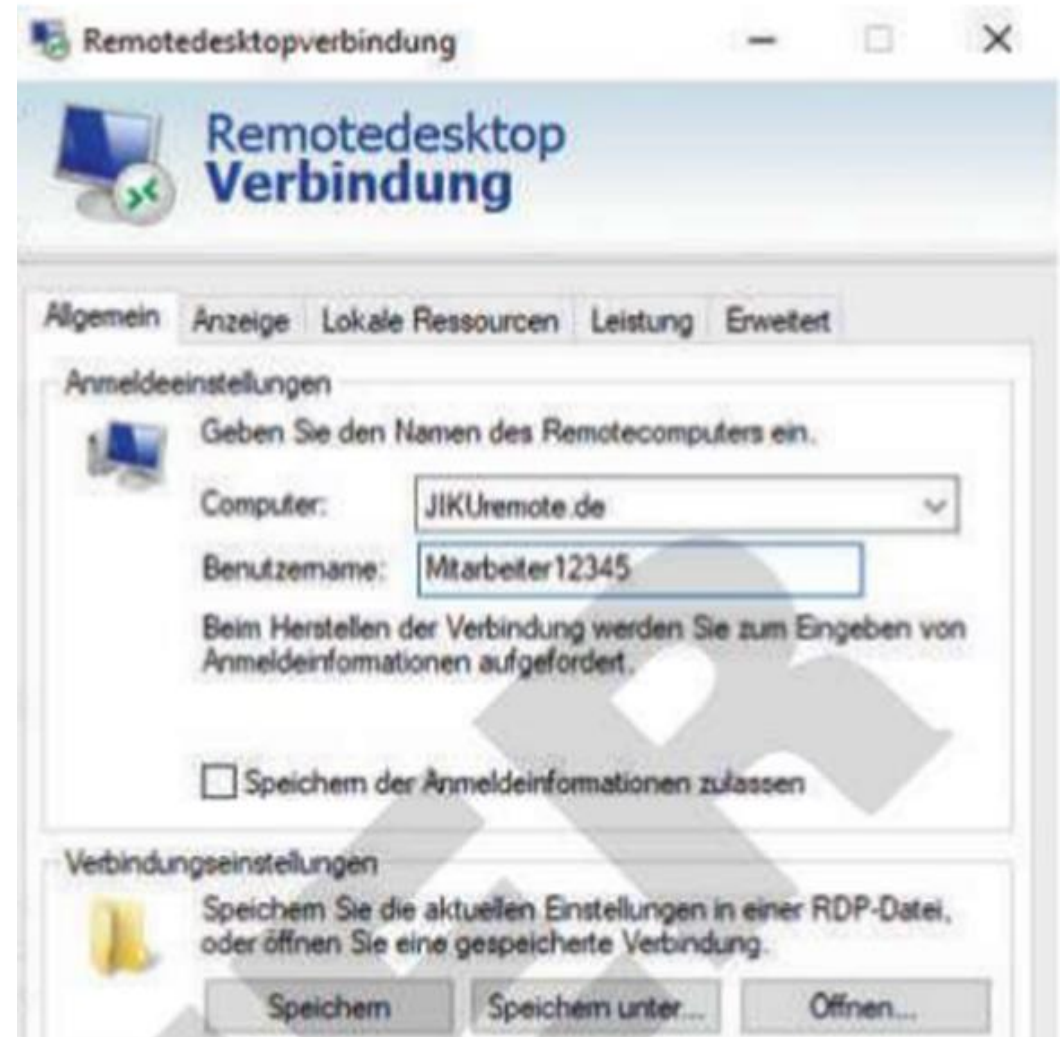 Remotedesktopverbindung
Remotedesktop
Verbindung
Allgemein Anzeige Lokale Ressourcen Leistung Erweitert
Anmeldeeinstellungen
Geben Sie den Namen des Remotecomputers ein.
Computer: JIKUremote.de
Benutzername: Mitarbeiter12345
Beim Herstellen der Verbindung werden Sie zum Eingeben von
Anmeldeinformationen aufgefordert.
Speichern der Anmeldeinformationen zulassen
Verbindungseinstellungen
Speichern Sie die aktuellen Einstellungen in einer RDP-Datei,
oder öffnen Sie eine gespeicherte Verbindung.
Speichern Speichern unter... Öffnen...